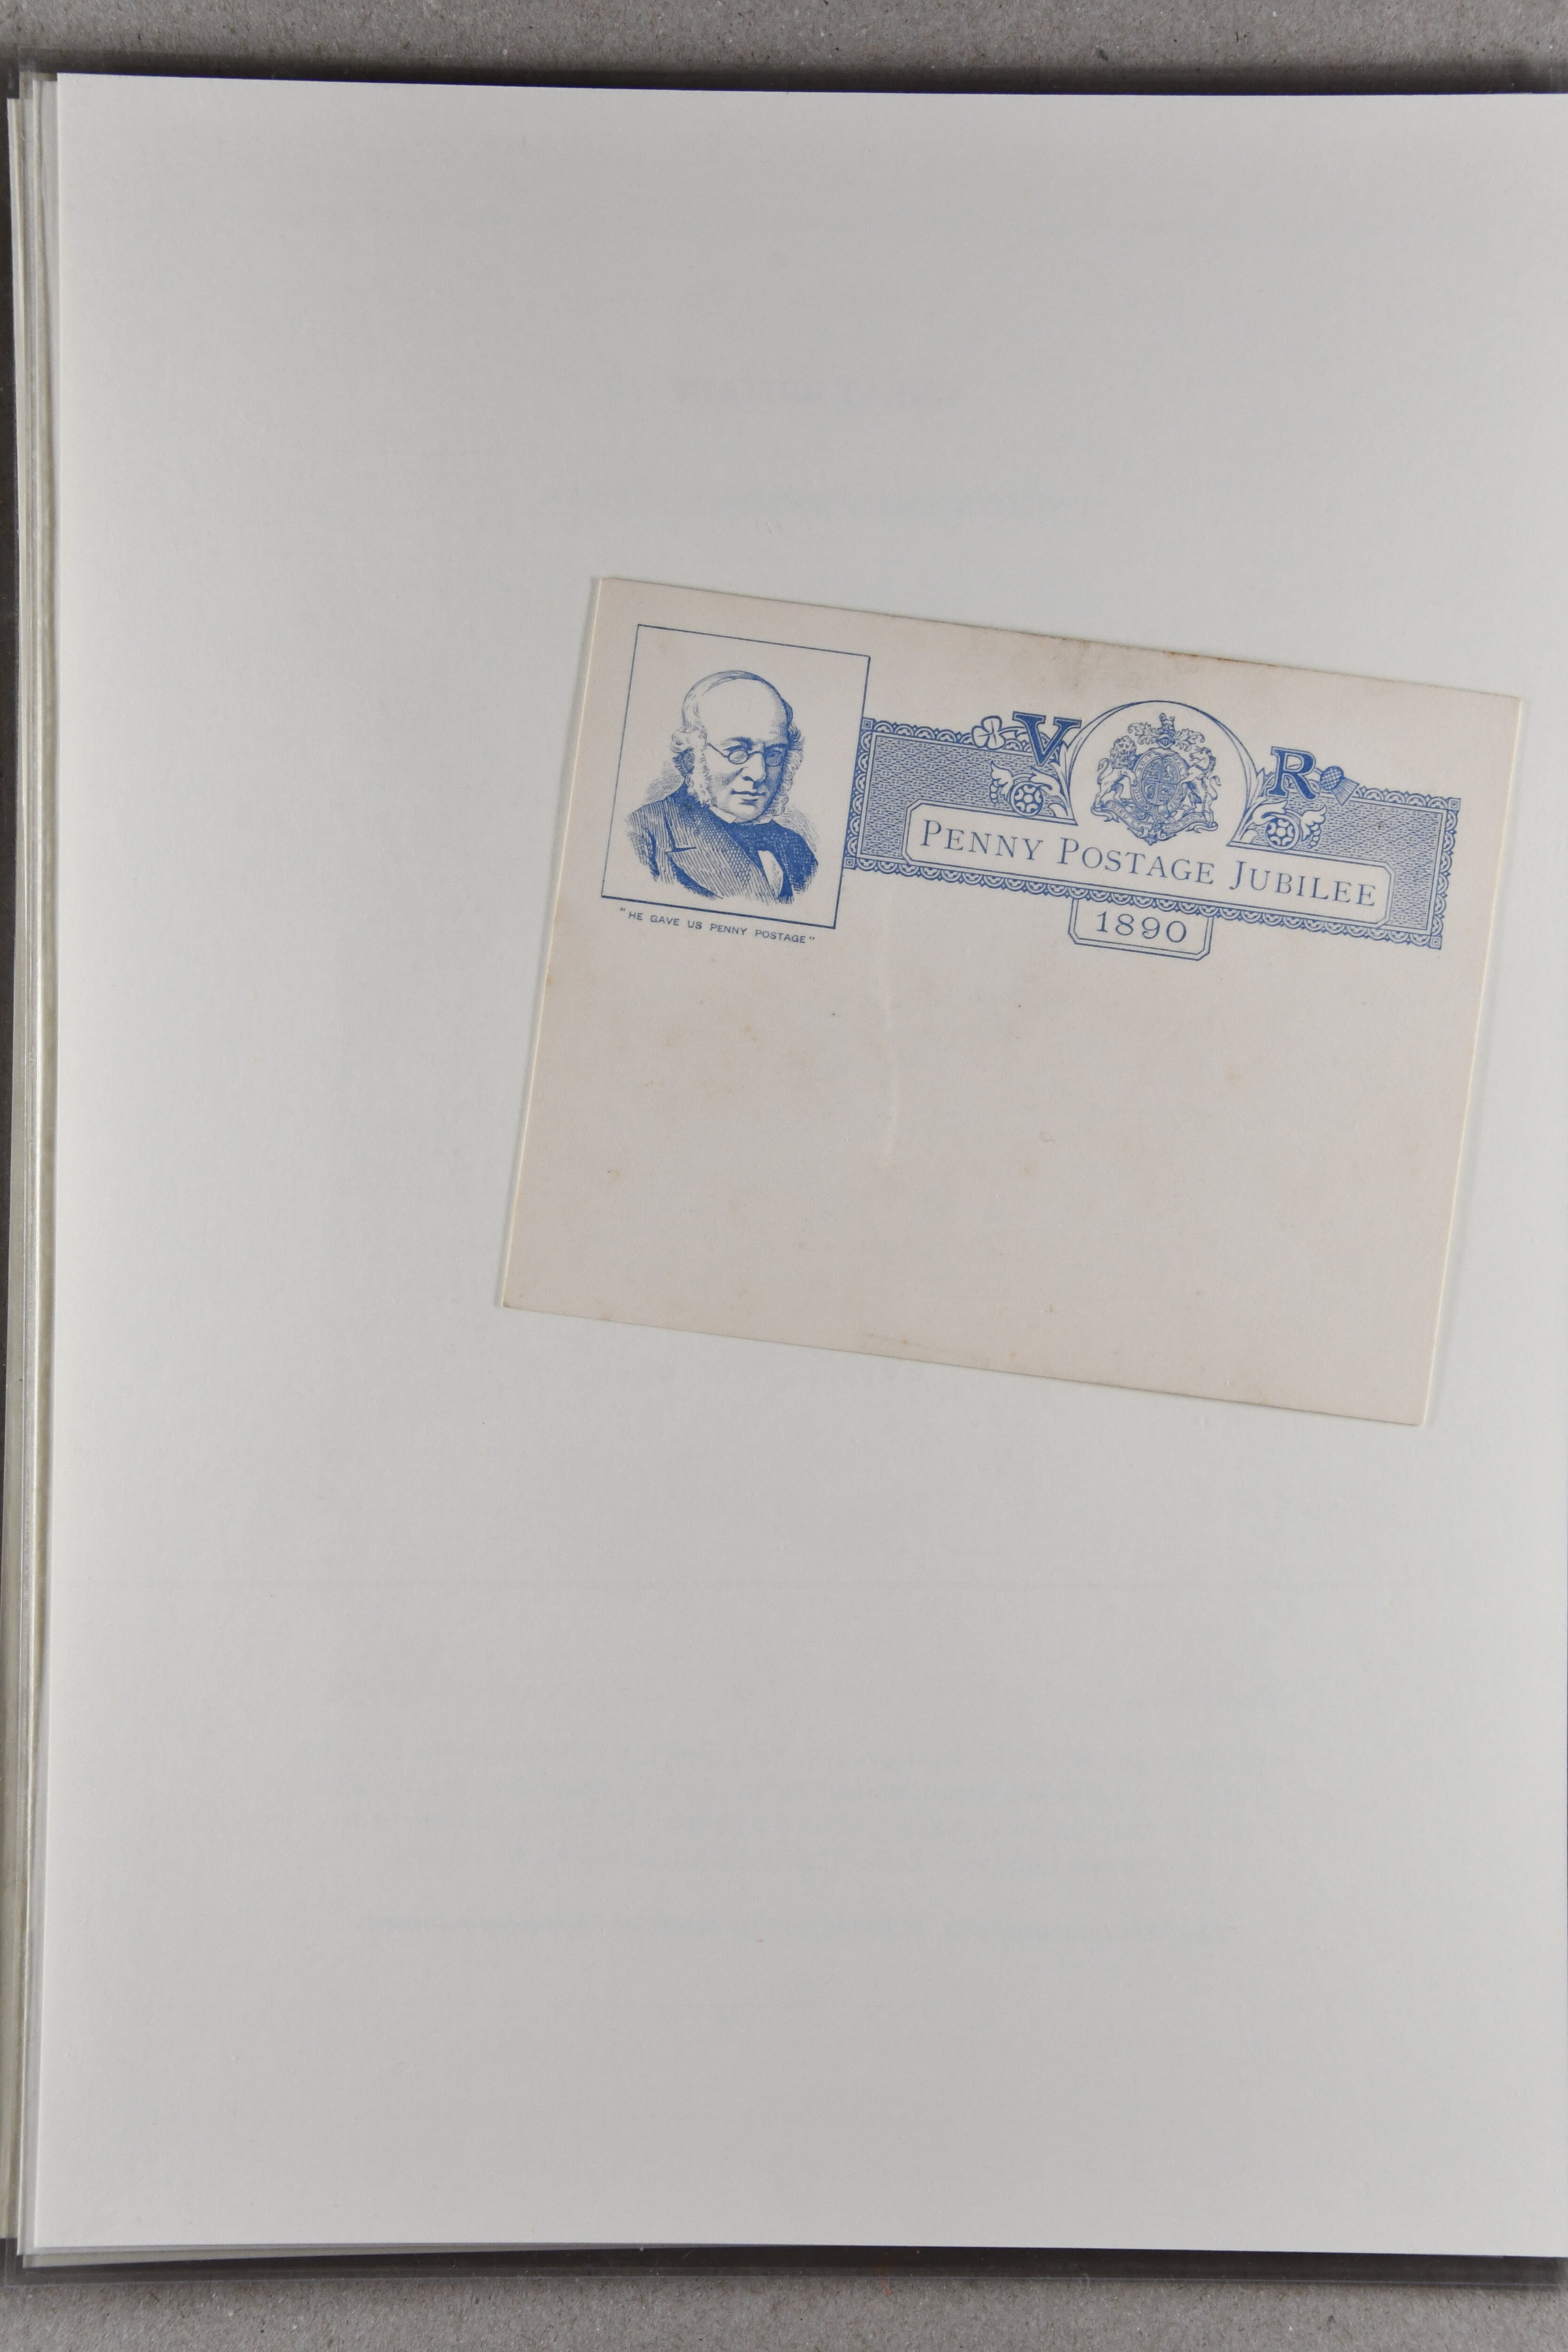 V R
PENNY POSTAGE JUBILEE
1890
"HE GAVE US PENNY POSTAGE"